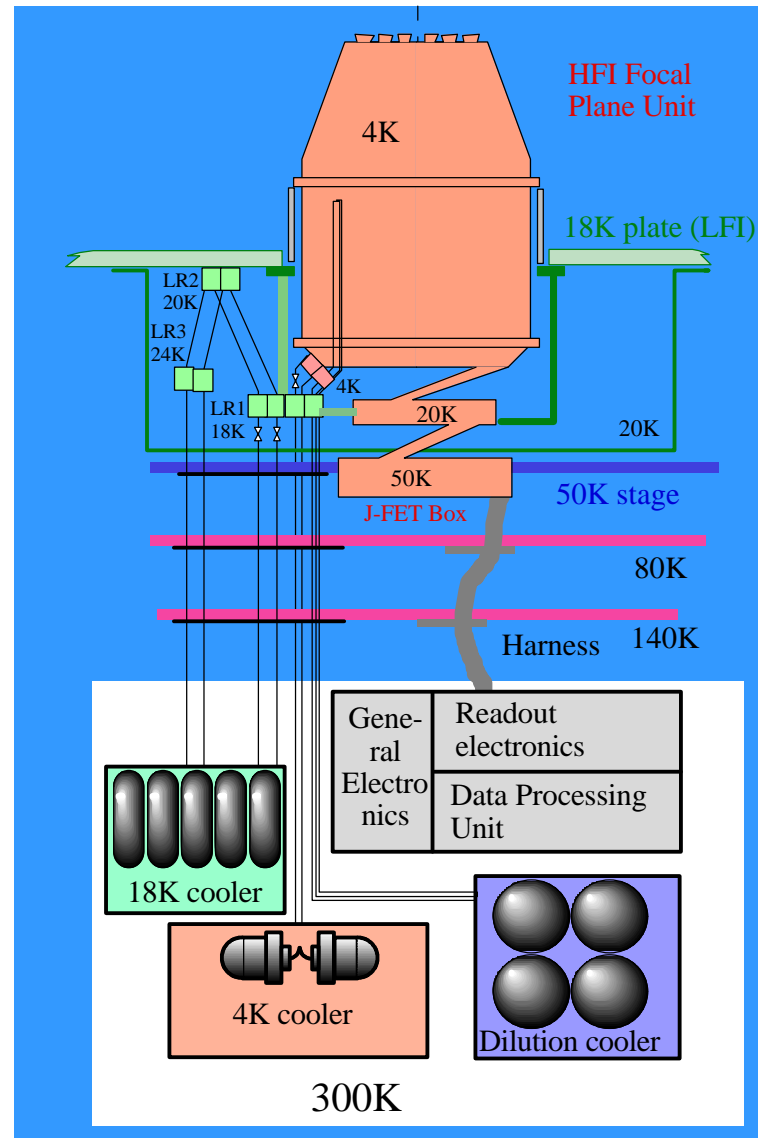 HFI Focal
Plane Unit
4K
18K plate (LFI)
LR2
20K
LR3
24K
4K
LR1
18K
20K
20K
50K
50K stage
J-FET Box
80K
Harness
140K
Gene-
ral
Electro
nics
Readout
electronics
Data Processing
Unit
18K cooler
4K cooler
Dilution cooler
300K